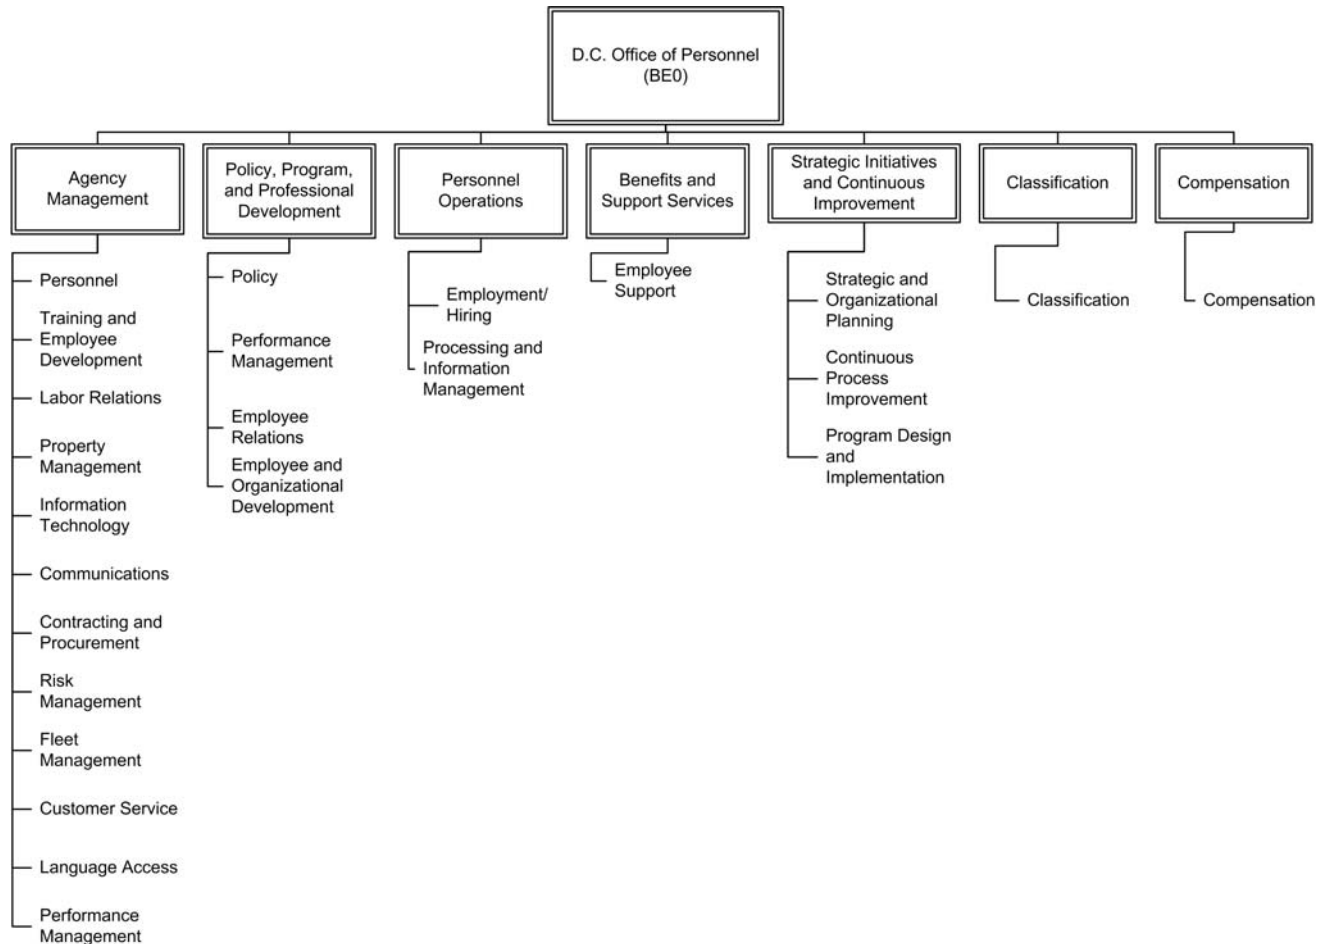 D.C. Office of Personnel
(BE0)
Agency
Management
Policy, Program,
and Professional
Development
Personnel
Operations
Benefits and
Support Services
Strategic Initiatives
and Continuous
Improvement
Classification
Compensation
Personnel
Training and
Employee
Development
Labor Relations
Property
Management
Information
Technology
Communications
Contracting and
Procurement
Risk
Management
Fleet
Management
Customer Service
Language Access
Performance
Management
Policy
Performance
Management
Employee
Relations
Employee and
Organizational
Development
Employment/
Hiring
Processing and
Information
Management
Employee
Support
Strategic and
Organizational
Planning
Continuous
Process
Improvement
Program Design
and
Implementation
Classification
Compensation